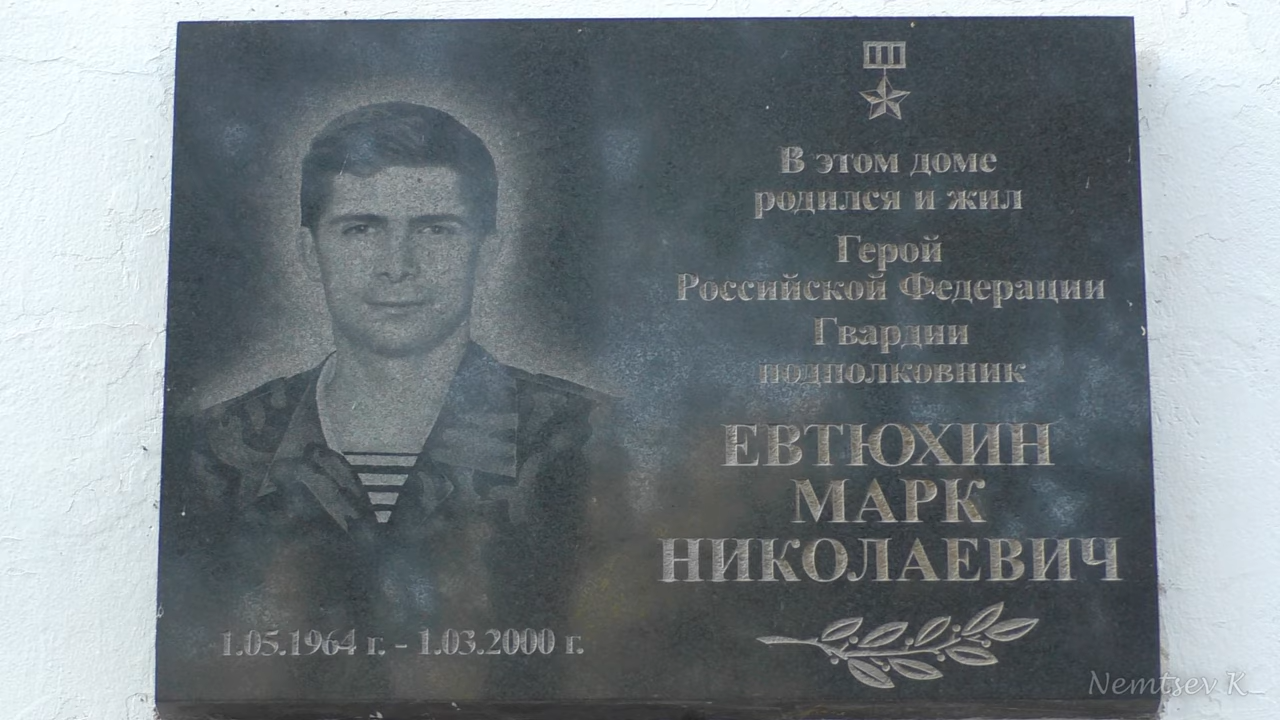 В этом доме
родился и жил
Герой
Российской Федерации
Гвардии
подполковник
ЕВТЮХИН
МАРК
НИКОЛАЕВИЧ
1.05.1964 г. - 1.03.2000 г.
Nemtsev K_